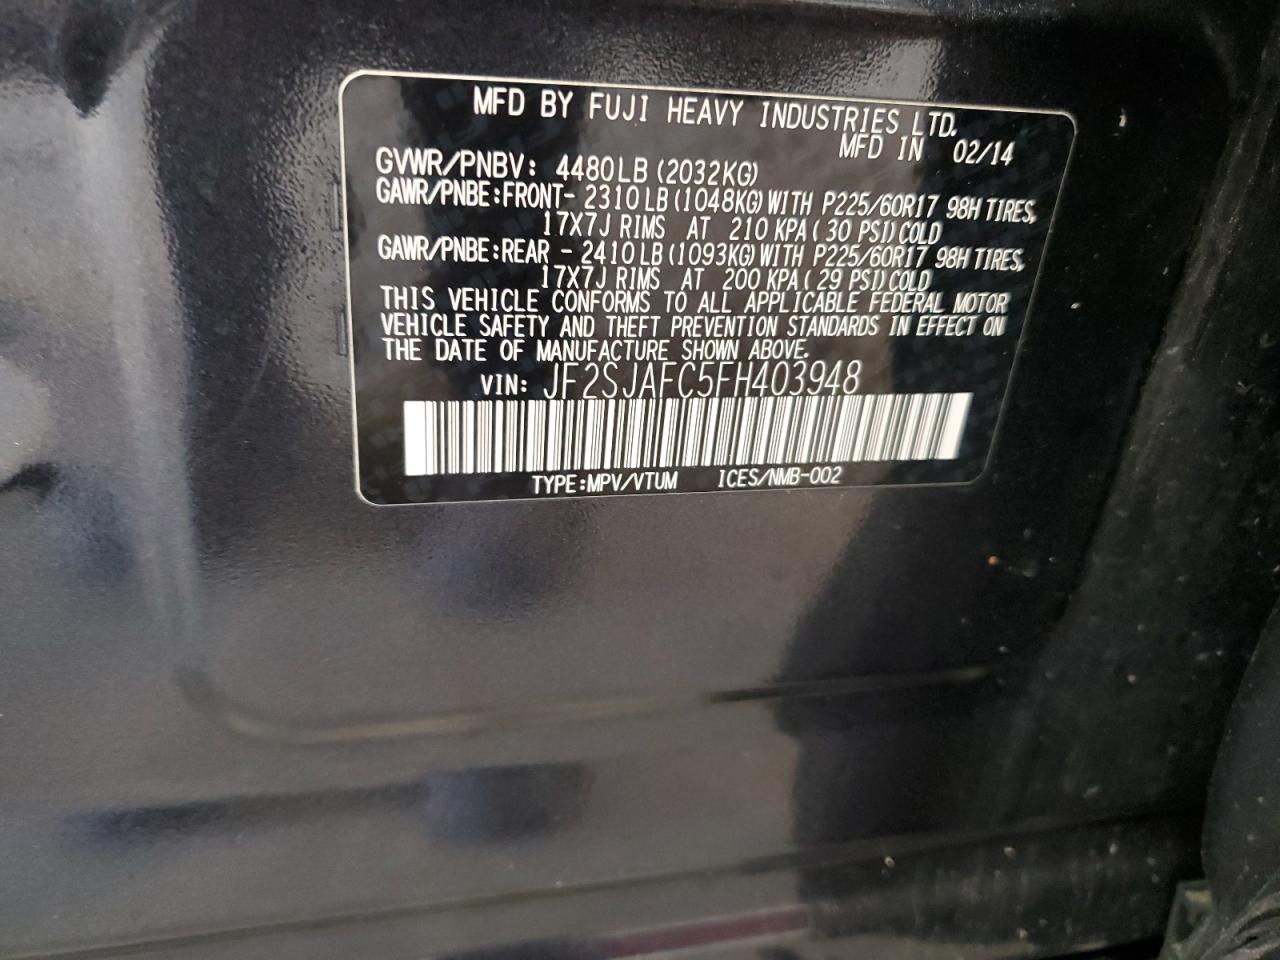 MFD BY FUJI HEAVY INDUSTRIES LTD.
MFD IN 02/14
GVWR/PNBV: 4480LB (2032KG)
GAWR/PNBE:FRONT- 2310LB (1048KG) WITH P225/60R17 98H TIRES,
17X7J RIMS AT 210 KPA ( 30 PSI) COLD
GAWR/PNBE:REAR - 2410LB (1093KG) WITH P225/60R17 98H TIRES,
17X7J RIMS AT 200 KPA ( 29 PSI) COLD
THIS VEHICLE CONFORMS TO ALL APPLICABLE FEDERAL MOTOR
VEHICLE SAFETY AND THEFT PREVENTION STANDARDS IN EFFECT ON
THE DATE OF MANUFACTURE SHOWN ABOVE.
VIN: JF2SJAFC5FH403948
TYPE:MPV/VTUM ICES/NMB-002